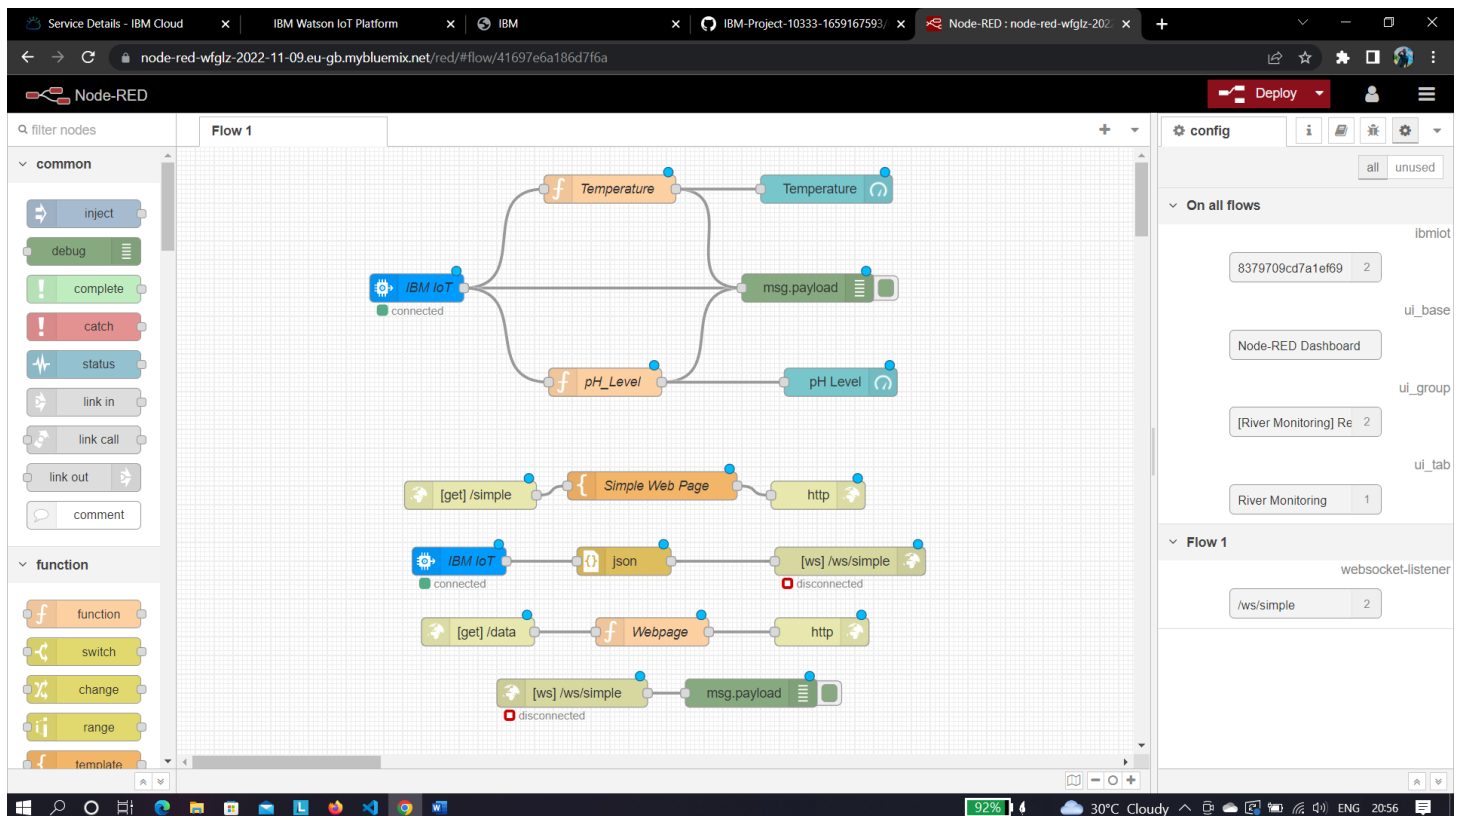 Service Details - IBM Cloud
IBM Watson IoT Platform
IBM
IBM-Project-10333-1659167593/
Node-RED : node-red-wfglz-202
node-red-wfglz-2022-11-09.eu-gb.mybluemix.net/red/#flow/41697e6a186d7f6a
Node-RED
Deploy
filter nodes
Flow 1
config
i
common
all
unused
inject
debug
complete
catch
status
link in
link call
link out
comment
function
function
switch
change
range
template
Temperature
Temperature
IBM IoT
connected
msg.payload
pH_Level
pH Level
[get] /simple
Simple Web Page
http
IBM IoT
connected
json
[ws] /ws/simple
disconnected
[get] /data
Webpage
http
[ws] /ws/simple
disconnected
msg.payload
On all flows
ibmiot
8379709cd7a1ef69 2
ui_base
Node-RED Dashboard
ui_group
[River Monitoring] Re 2
ui_tab
River Monitoring 1
Flow 1
websocket-listener
/ws/simple 2
92%
30°C Cloudy
ENG
20:56